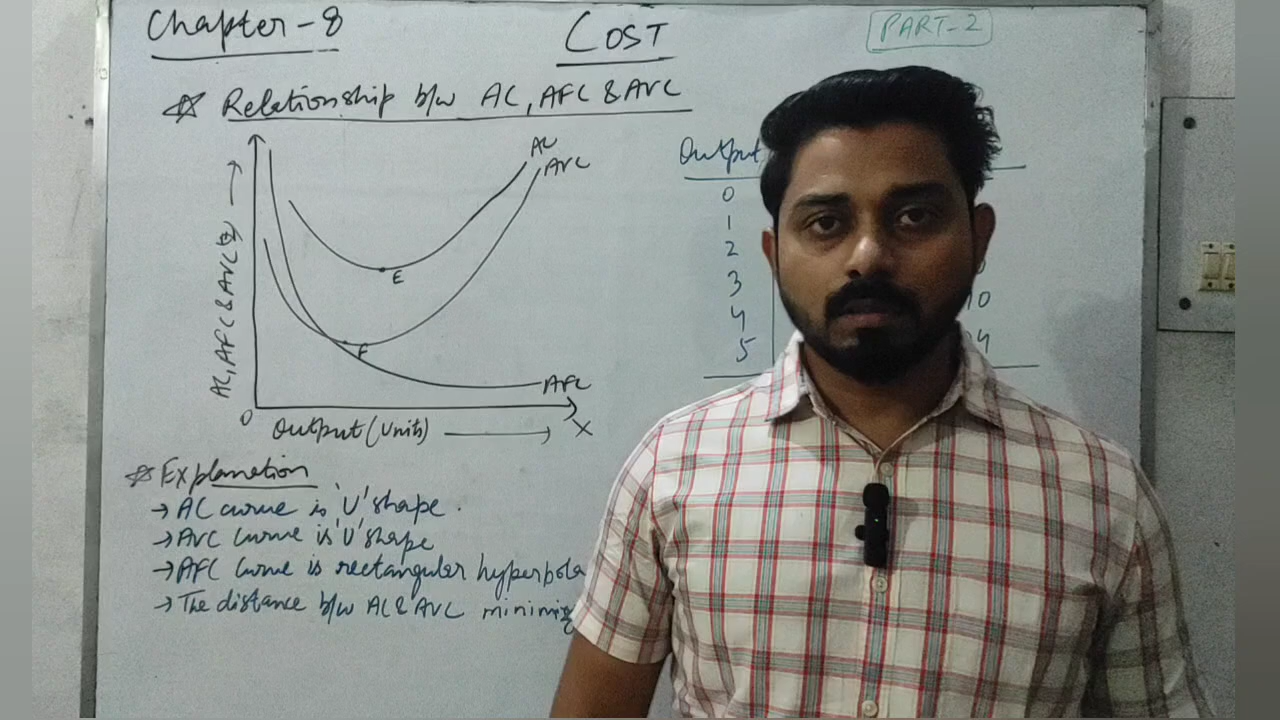 Chapter-8
COST
PART-2
☆ Relationship b/w AC, AFC & AVC
AC
AVC
AC, AFC & AVC (₹)
E
F
AFC
O
Output (Units)
X
Output
0
1
2
3
4
5
10
☆ Explanation
→ AC curve is 'U' shape.
→ AVC curve is 'U' shape
→ AFC curve is rectangular hyperbola
→ The distance b/w AC & AVC